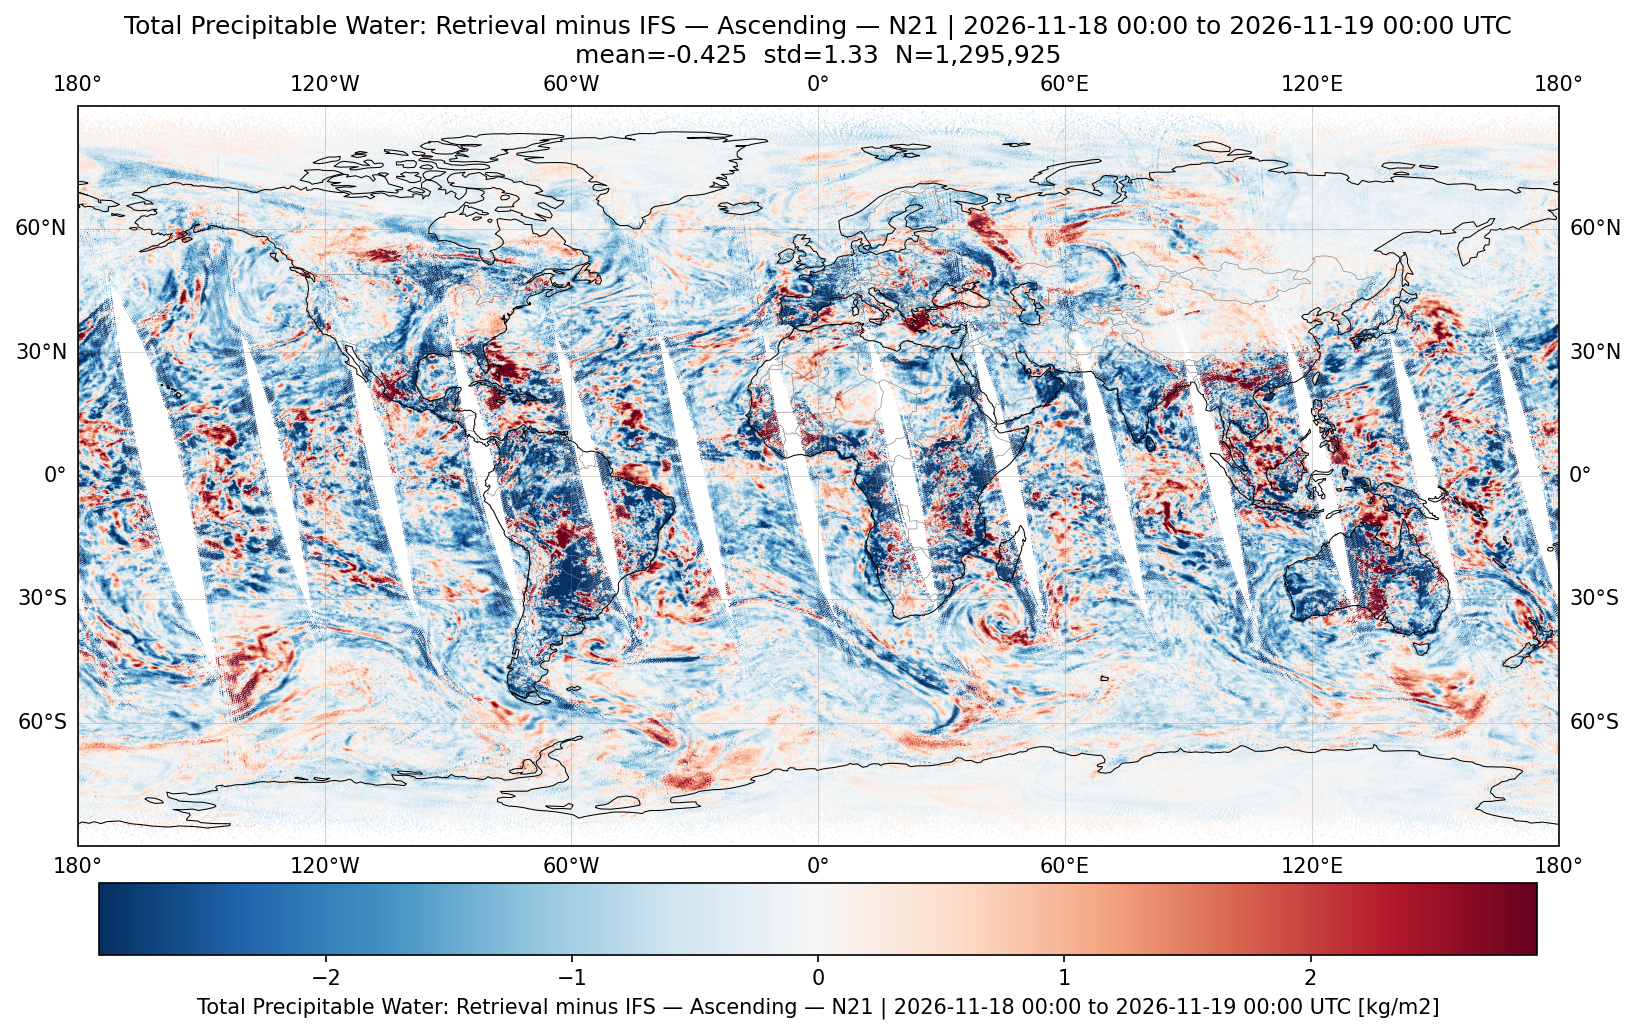 Total Precipitable Water: Retrieval minus IFS — Ascending — N21 | 2026-11-18 00:00 to 2026-11-19 00:00 UTC
mean=-0.425  std=1.33  N=1,295,925
180° 120°W 60°W 0° 60°E 120°E 180°
60°N 60°N
30°N 30°N
0° 0°
30°S 30°S
60°S 60°S
180° 120°W 60°W 0° 60°E 120°E 180°
−2 −1 0 1 2
Total Precipitable Water: Retrieval minus IFS — Ascending — N21 | 2026-11-18 00:00 to 2026-11-19 00:00 UTC [kg/m2]